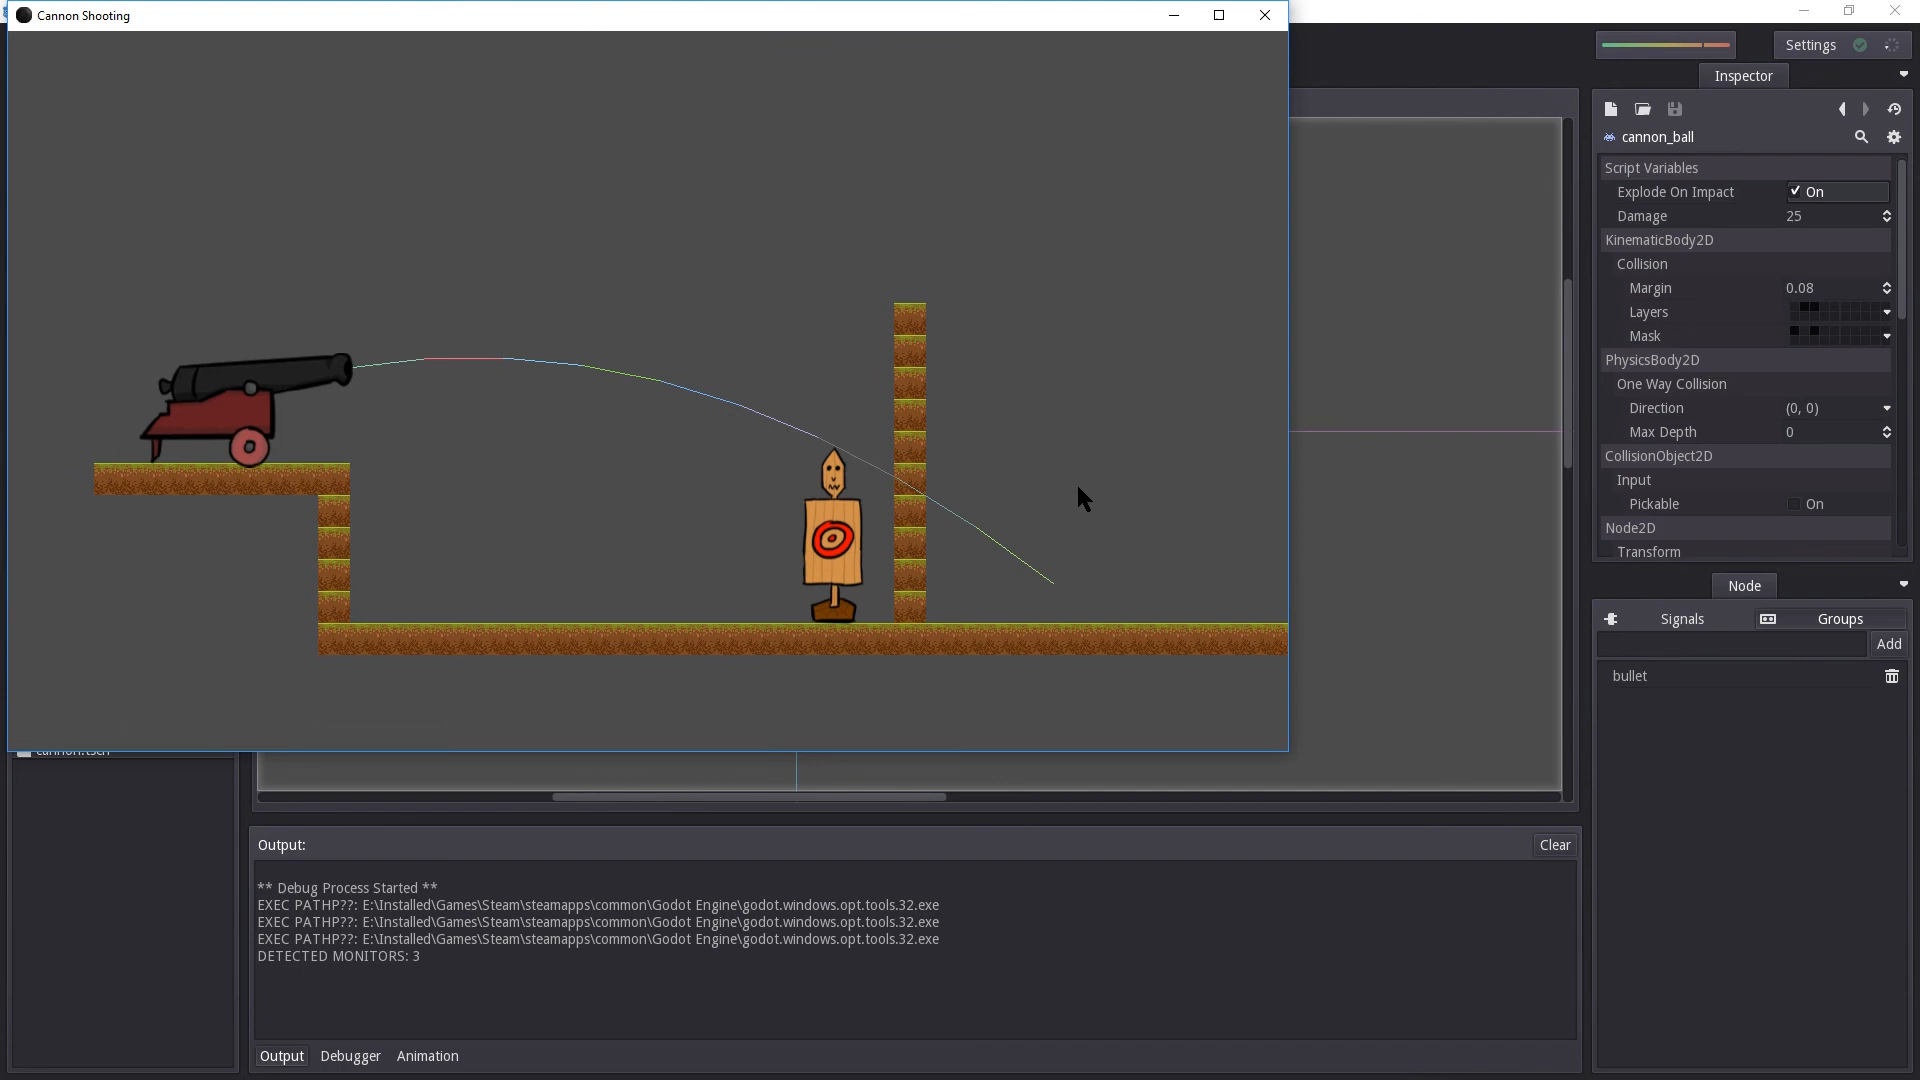 Cannon Shooting
Settings
Inspector
cannon_ball
Script Variables
Explode On Impact On
Damage 25
KinematicBody2D
Collision
Margin 0.08
Layers
Mask
PhysicsBody2D
One Way Collision
Direction (0, 0)
Max Depth 0
CollisionObject2D
Input
Pickable On
Node2D
Transform
Node
Signals Groups
Add
bullet
cannon.tscn
Output: Clear
** Debug Process Started **
EXEC PATHP??: E:\Installed\Games\Steam\steamapps\common\Godot Engine\godot.windows.opt.tools.32.exe
EXEC PATHP??: E:\Installed\Games\Steam\steamapps\common\Godot Engine\godot.windows.opt.tools.32.exe
EXEC PATHP??: E:\Installed\Games\Steam\steamapps\common\Godot Engine\godot.windows.opt.tools.32.exe
DETECTED MONITORS: 3
Output Debugger Animation